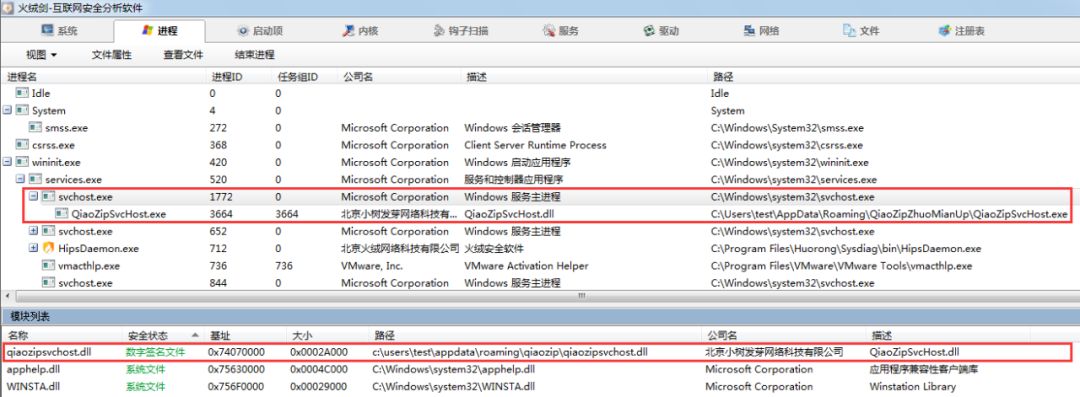 火绒剑-互联网安全分析软件
系统 进程 启动项 内核 钩子扫描 服务 驱动 网络 文件 注册表
视图 文件属性 查看文件 结束进程
进程名 进程ID 任务组ID 公司名 描述 路径
Idle 0 0 Idle
System 4 0 System
smss.exe 272 0 Microsoft Corporation Windows 会话管理器 C:\Windows\System32\smss.exe
csrss.exe 368 0 Microsoft Corporation Client Server Runtime Process C:\Windows\system32\csrss.exe
wininit.exe 420 0 Microsoft Corporation Windows 启动应用程序 C:\Windows\system32\wininit.exe
services.exe 520 0 Microsoft Corporation 服务和控制器应用程序 C:\Windows\system32\services.exe
svchost.exe 1772 0 Microsoft Corporation Windows 服务主进程 C:\Windows\system32\svchost.exe
QiaoZipSvcHost.exe 3664 3664 北京小树发芽网络科技有... QiaoZipSvcHost.dll C:\Users\test\AppData\Roaming\QiaoZipZhuoMianUp\QiaoZipSvcHost.exe
svchost.exe 652 0 Microsoft Corporation Windows 服务主进程 C:\Windows\system32\svchost.exe
HipsDaemon.exe 712 0 北京火绒网络科技有限公司 火绒安全软件 C:\Program Files\Huorong\Sysdiag\bin\HipsDaemon.exe
vmacthlp.exe 736 736 VMware, Inc. VMware Activation Helper C:\Program Files\VMware\VMware Tools\vmacthlp.exe
svchost.exe 844 0 Microsoft Corporation Windows 服务主进程 C:\Windows\system32\svchost.exe
模块列表
名称 安全状态 基址 大小 路径 公司名 描述
qiaozipsvchost.dll 数字签名文件 0x74070000 0x0002A000 c:\users\test\appdata\roaming\qiaozip\qiaozipsvchost.dll 北京小树发芽网络科技有限公司 QiaoZipSvcHost.dll
apphelp.dll 系统文件 0x75630000 0x0004C000 C:\Windows\system32\apphelp.dll Microsoft Corporation 应用程序兼容性客户端库
WINSTA.dll 系统文件 0x756F0000 0x00029000 C:\Windows\system32\WINSTA.dll Microsoft Corporation Winstation Library